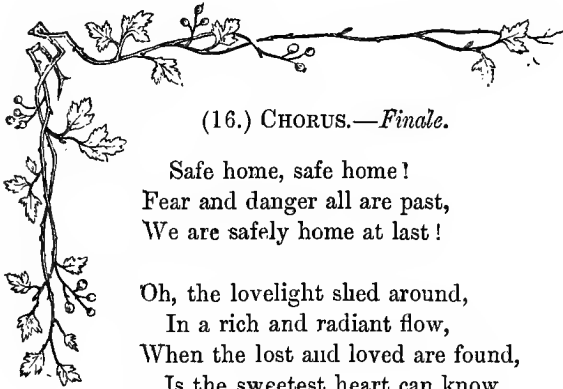 (16.) CHORUS.—Finale.
Safe home, safe home!
Fear and danger all are past,
We are safely home at last!
Oh, the lovelight shed around,
In a rich and radiant flow,
When the lost and loved are found,
Is the sweetest heart can know